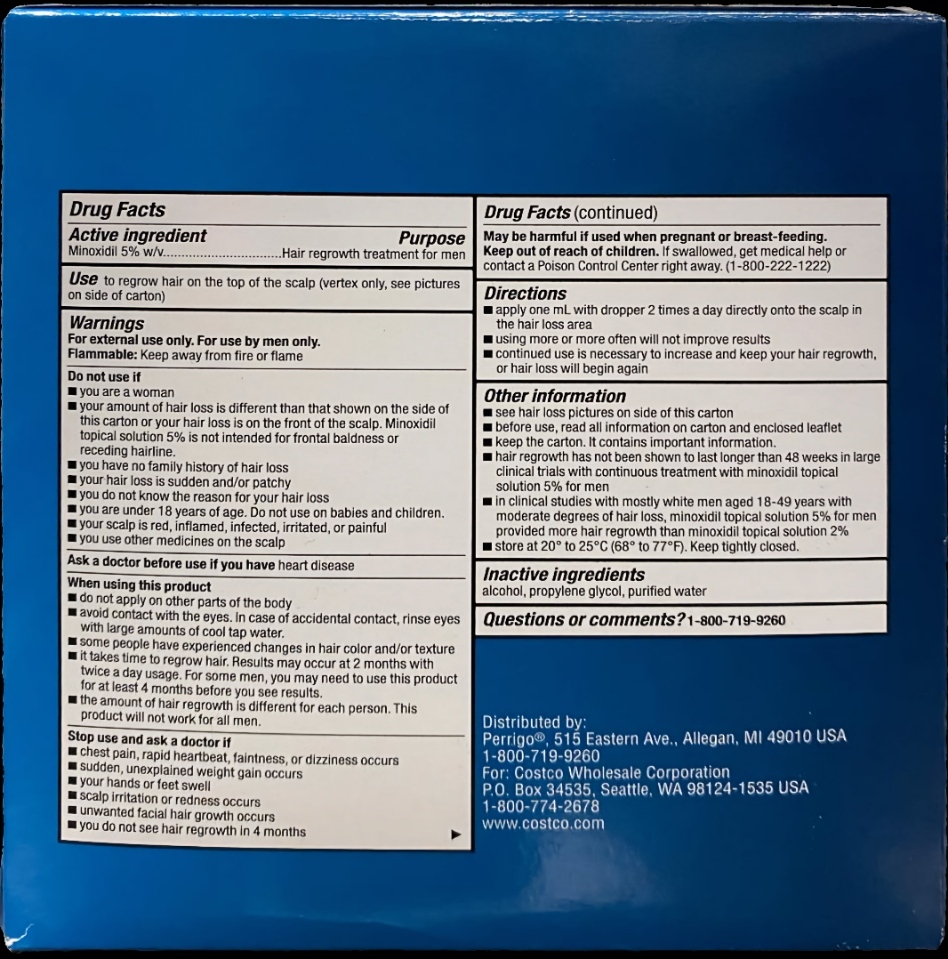 Drug Facts
Active ingredient Purpose
Minoxidil 5% w/v..............................Hair regrowth treatment for men
Use to regrow hair on the top of the scalp (vertex only, see pictures
on side of carton)
Warnings
For external use only. For use by men only.
Flammable: Keep away from fire or flame
Do not use if
■ you are a woman
■ your amount of hair loss is different than that shown on the side of
this carton or your hair loss is on the front of the scalp. Minoxidil
topical solution 5% is not intended for frontal baldness or
receding hairline.
■ you have no family history of hair loss
■ your hair loss is sudden and/or patchy
■ you do not know the reason for your hair loss
■ you are under 18 years of age. Do not use on babies and children.
■ your scalp is red, inflamed, infected, irritated, or painful
■ you use other medicines on the scalp
Ask a doctor before use if you have heart disease
When using this product
■ do not apply on other parts of the body
■ avoid contact with the eyes. In case of accidental contact, rinse eyes
with large amounts of cool tap water.
■ some people have experienced changes in hair color and/or texture
■ it takes time to regrow hair. Results may occur at 2 months with
twice a day usage. For some men, you may need to use this product
for at least 4 months before you see results.
■ the amount of hair regrowth is different for each person. This
product will not work for all men.
Stop use and ask a doctor if
■ chest pain, rapid heartbeat, faintness, or dizziness occurs
■ sudden, unexplained weight gain occurs
■ your hands or feet swell
■ scalp irritation or redness occurs
■ unwanted facial hair growth occurs
■ you do not see hair regrowth in 4 months
Drug Facts (continued)
May be harmful if used when pregnant or breast-feeding.
Keep out of reach of children. If swallowed, get medical help or
contact a Poison Control Center right away. (1-800-222-1222)
Directions
■ apply one mL with dropper 2 times a day directly onto the scalp in
the hair loss area
■ using more or more often will not improve results
■ continued use is necessary to increase and keep your hair regrowth,
or hair loss will begin again
Other information
■ see hair loss pictures on side of this carton
■ before use, read all information on carton and enclosed leaflet
■ keep the carton. It contains important information.
■ hair regrowth has not been shown to last longer than 48 weeks in large
clinical trials with continuous treatment with minoxidil topical
solution 5% for men
■ in clinical studies with mostly white men aged 18-49 years with
moderate degrees of hair loss, minoxidil topical solution 5% for men
provided more hair regrowth than minoxidil topical solution 2%
■ store at 20° to 25°C (68° to 77°F). Keep tightly closed.
Inactive ingredients
alcohol, propylene glycol, purified water
Questions or comments? 1-800-719-9260
Distributed by:
Perrigo®, 515 Eastern Ave., Allegan, MI 49010 USA
1-800-719-9260
For: Costco Wholesale Corporation
P.O. Box 34535, Seattle, WA 98124-1535 USA
1-800-774-2678
www.costco.com